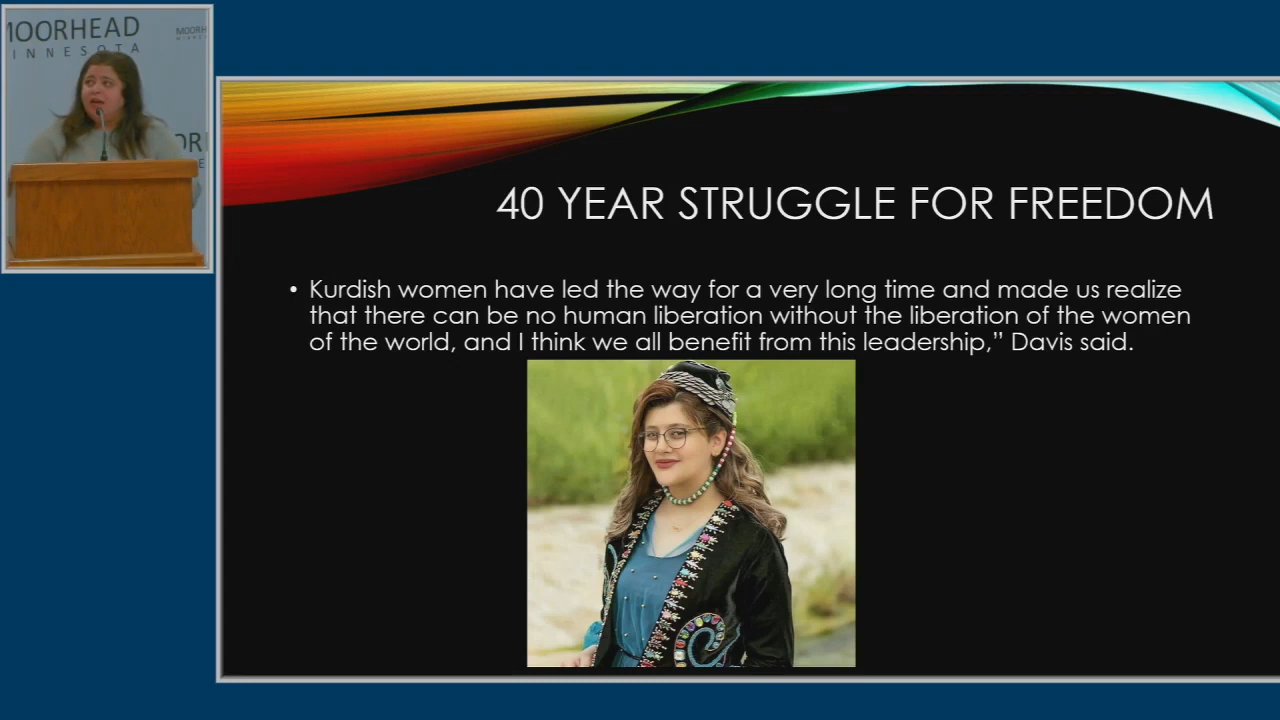 MOORHEAD
MINNESOTA
40 YEAR STRUGGLE FOR FREEDOM
• Kurdish women have led the way for a very long time and made us realize
that there can be no human liberation without the liberation of the women
of the world, and I think we all benefit from this leadership,” Davis said.